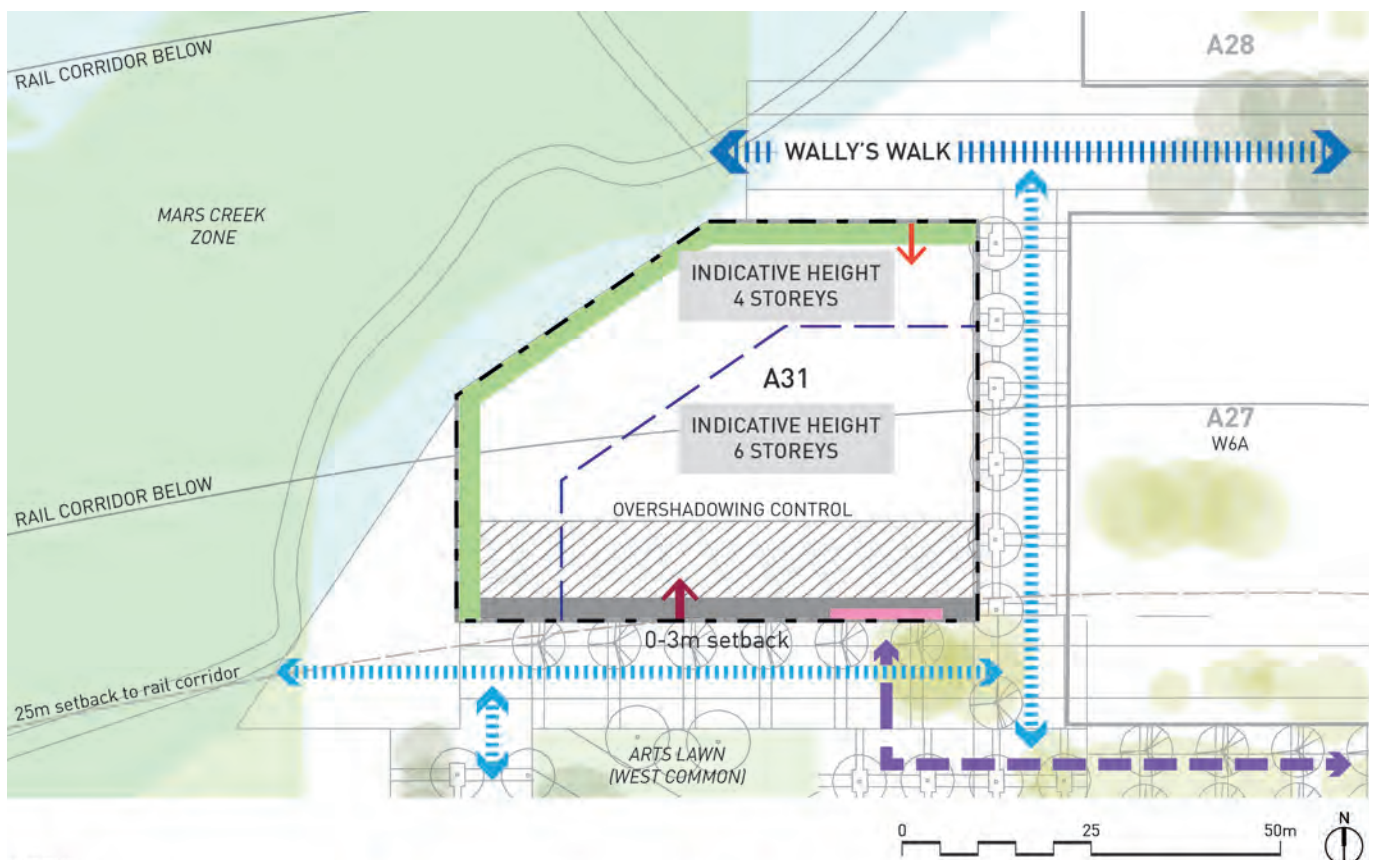 RAIL CORRIDOR BELOW
A28
WALLY'S WALK
MARS CREEK
ZONE
INDICATIVE HEIGHT
4 STOREYS
A31
INDICATIVE HEIGHT
6 STOREYS
A27
W6A
RAIL CORRIDOR BELOW
OVERSHADOWING CONTROL
0-3m setback
25m setback to rail corridor
ARTS LAWN
(WEST COMMON)
0 25 50m
N